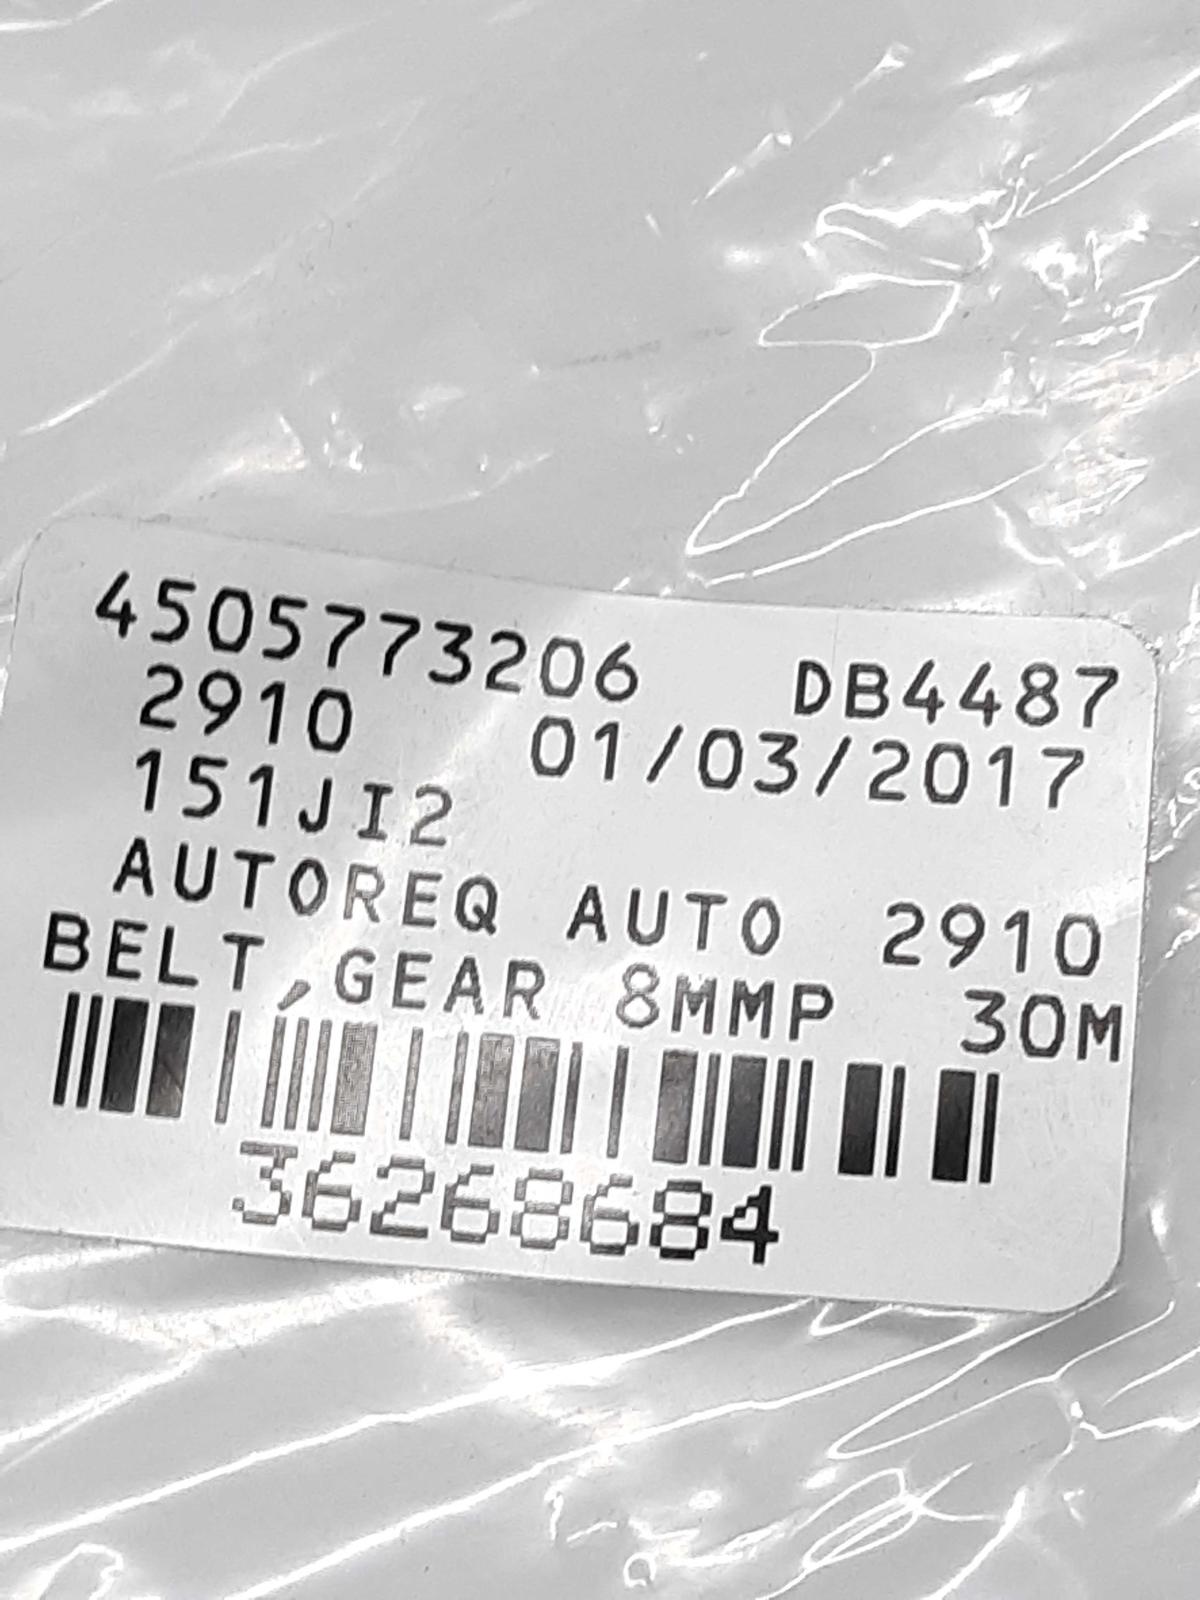 4505773206 DB4487
2910 01/03/2017
151JI2
AUTOREQ AUTO 2910
BELT,GEAR 8MMP 30M
36268684